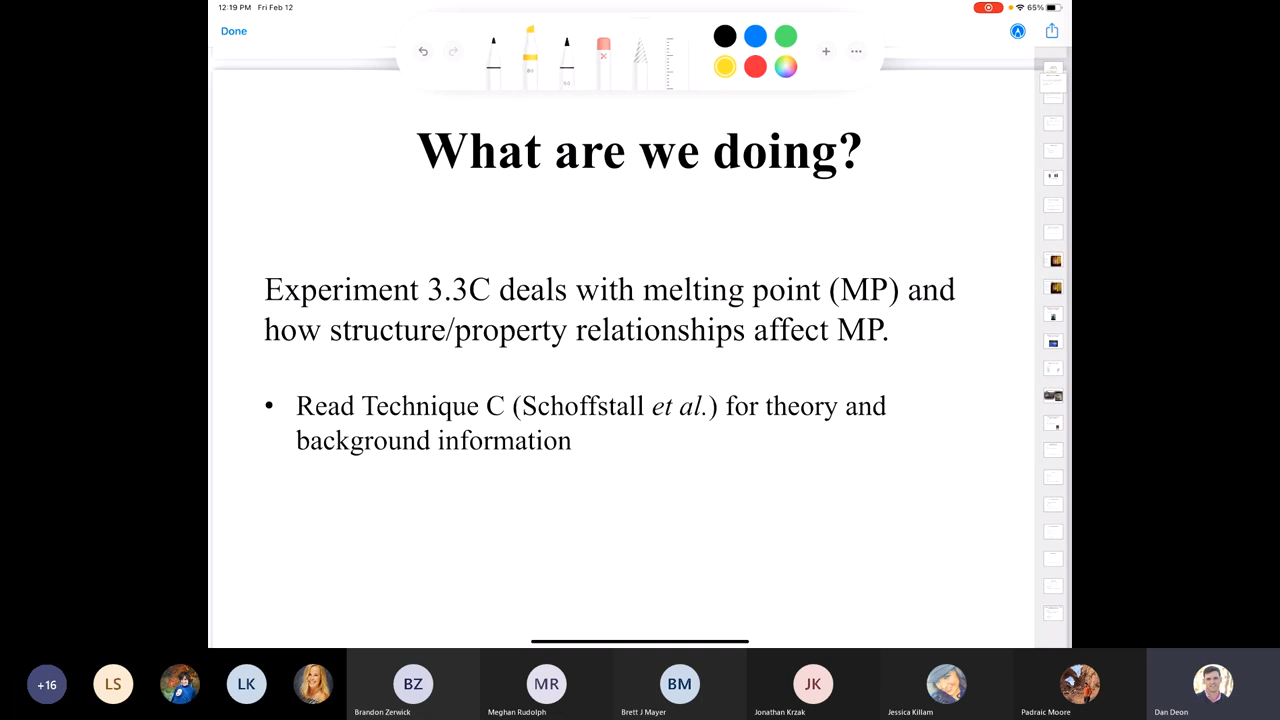 12:19 PM Fri Feb 12
65%
Done
What are we doing?
Experiment 3.3C deals with melting point (MP) and
how structure/property relationships affect MP.
• Read Technique C (Schoffstall et al.) for theory and
background information
+16
LS
LK
BZ
MR
BM
JK
Brandon Zerwick
Meghan Rudolph
Brett J Mayer
Jonathan Krzak
Jessica Killam
Padraic Moore
Dan Deon